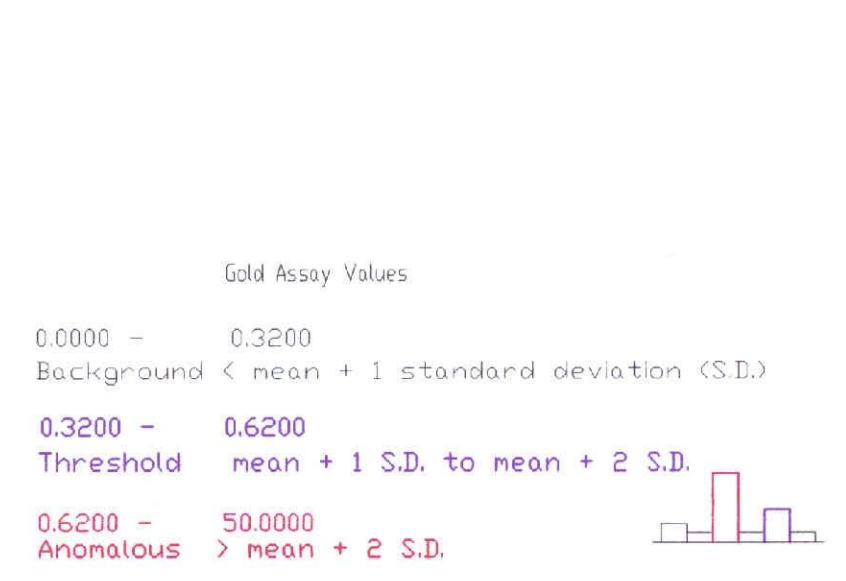 Gold Assay Values
0.0000 - 0.3200
Background < mean + 1 standard deviation (S.D.)
0.3200 - 0.6200
Threshold mean + 1 S.D. to mean + 2 S.D.
0.6200 - 50.0000
Anomalous > mean + 2 S.D.